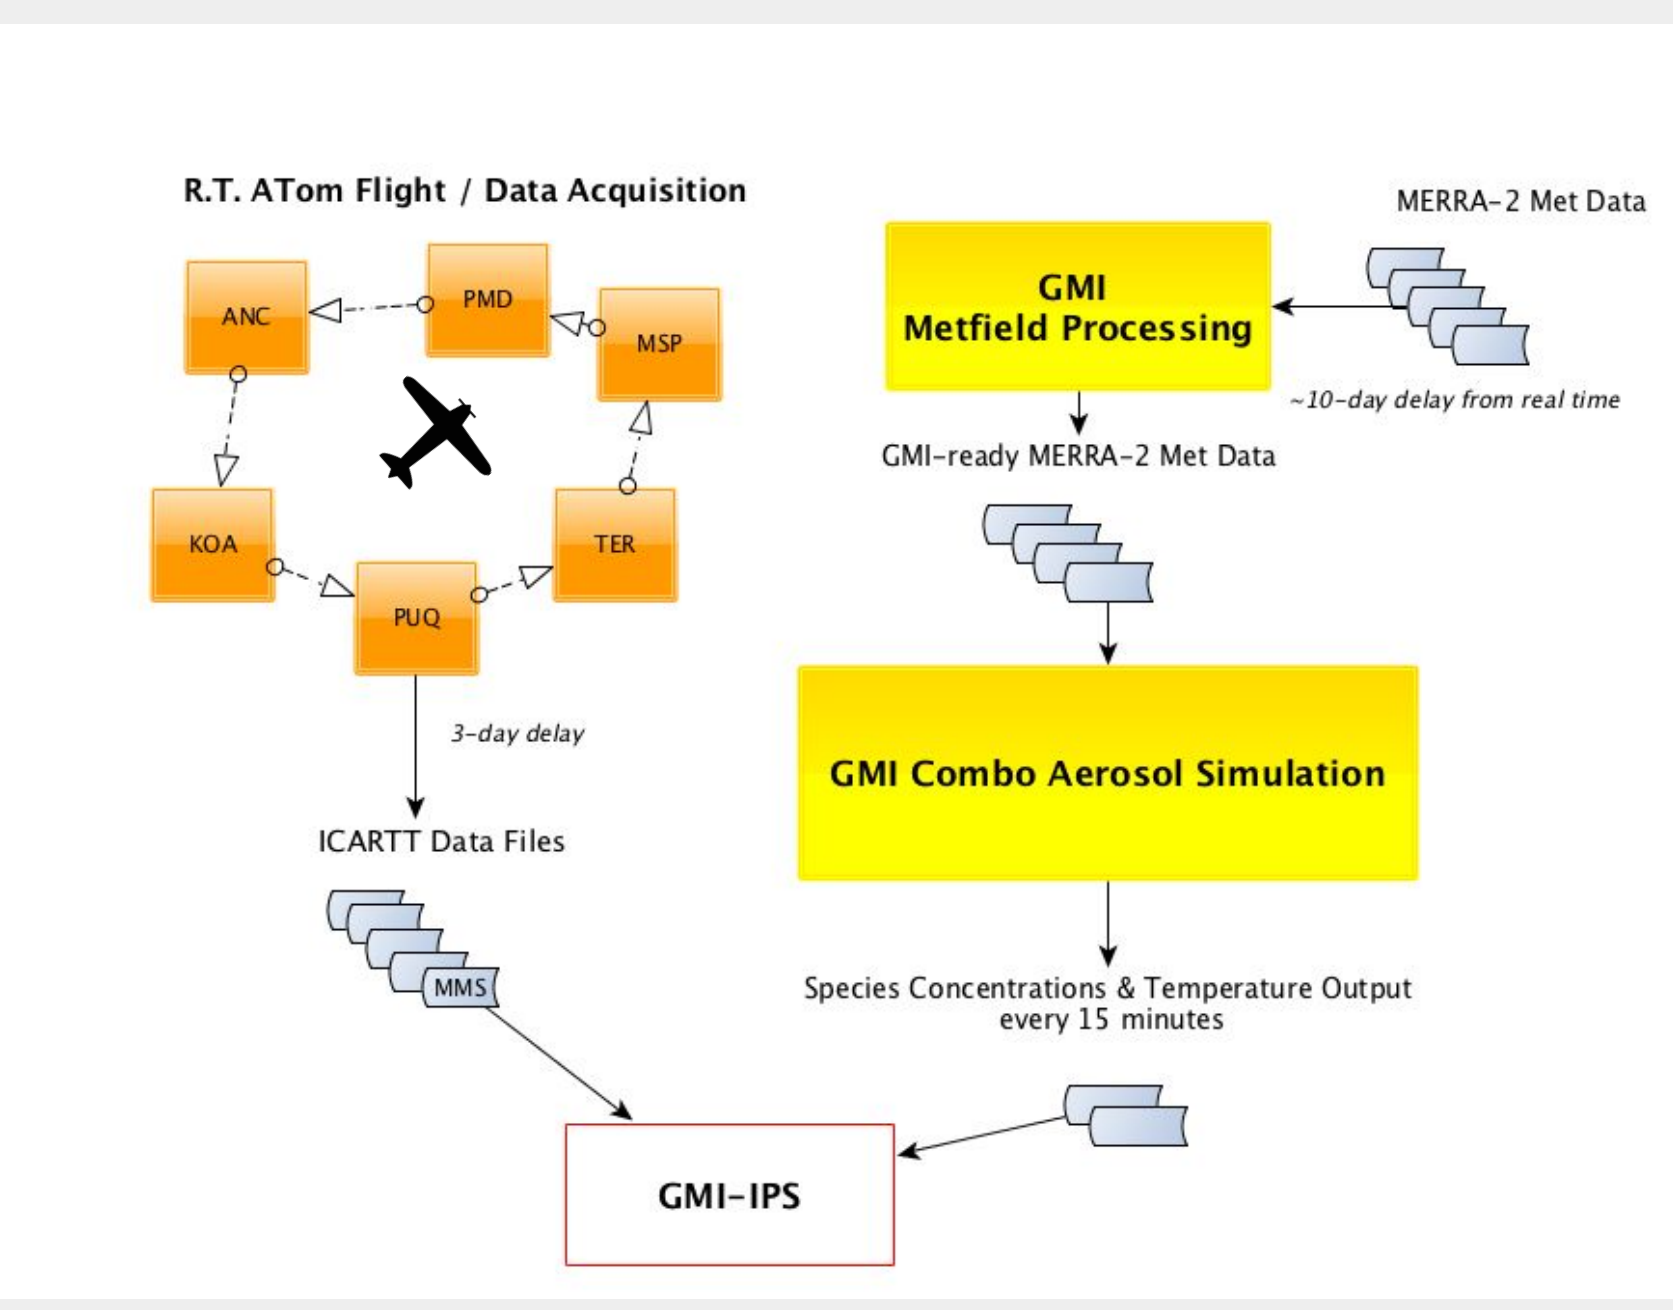 R.T. ATom Flight / Data Acquisition
ANC
PMD
MSP
KOA
PUQ
TER
3-day delay
ICARTT Data Files
MMS
MERRA-2 Met Data
GMI
Metfield Processing
~10-day delay from real time
GMI-ready MERRA-2 Met Data
GMI Combo Aerosol Simulation
Species Concentrations & Temperature Output
every 15 minutes
GMI-IPS